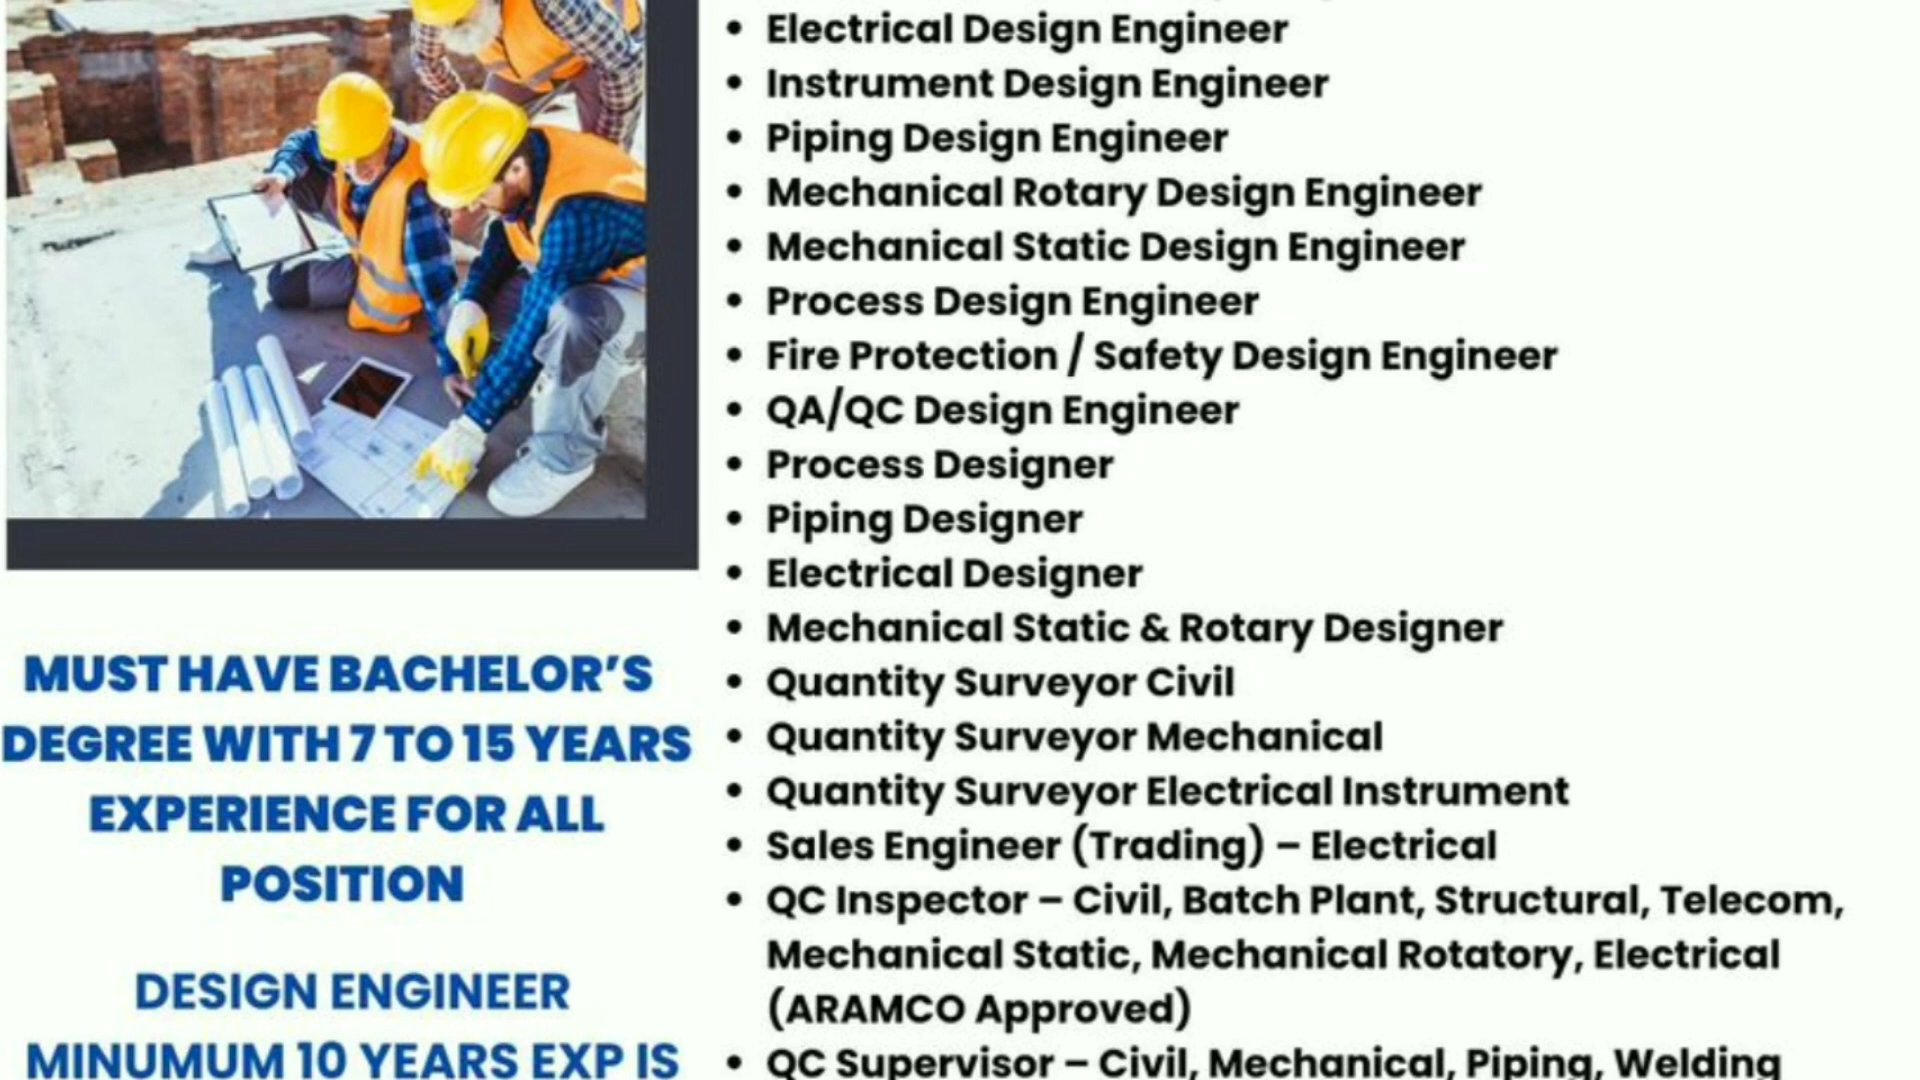 • Electrical Design Engineer
• Instrument Design Engineer
• Piping Design Engineer
• Mechanical Rotary Design Engineer
• Mechanical Static Design Engineer
• Process Design Engineer
• Fire Protection / Safety Design Engineer
• QA/QC Design Engineer
• Process Designer
• Piping Designer
• Electrical Designer
• Mechanical Static & Rotary Designer
• Quantity Surveyor Civil
• Quantity Surveyor Mechanical
• Quantity Surveyor Electrical Instrument
• Sales Engineer (Trading) – Electrical
• QC Inspector – Civil, Batch Plant, Structural, Telecom,
Mechanical Static, Mechanical Rotatory, Electrical
(ARAMCO Approved)
• QC Supervisor – Civil, Mechanical, Piping, Welding
MUST HAVE BACHELOR’S
DEGREE WITH 7 TO 15 YEARS
EXPERIENCE FOR ALL
POSITION
DESIGN ENGINEER
MINUMUM 10 YEARS EXP IS